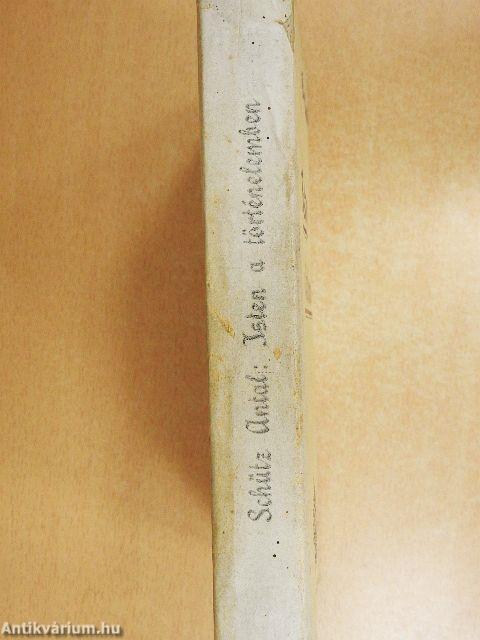 Schütz Antal: Isten a történelemben
Antikvárium.hu